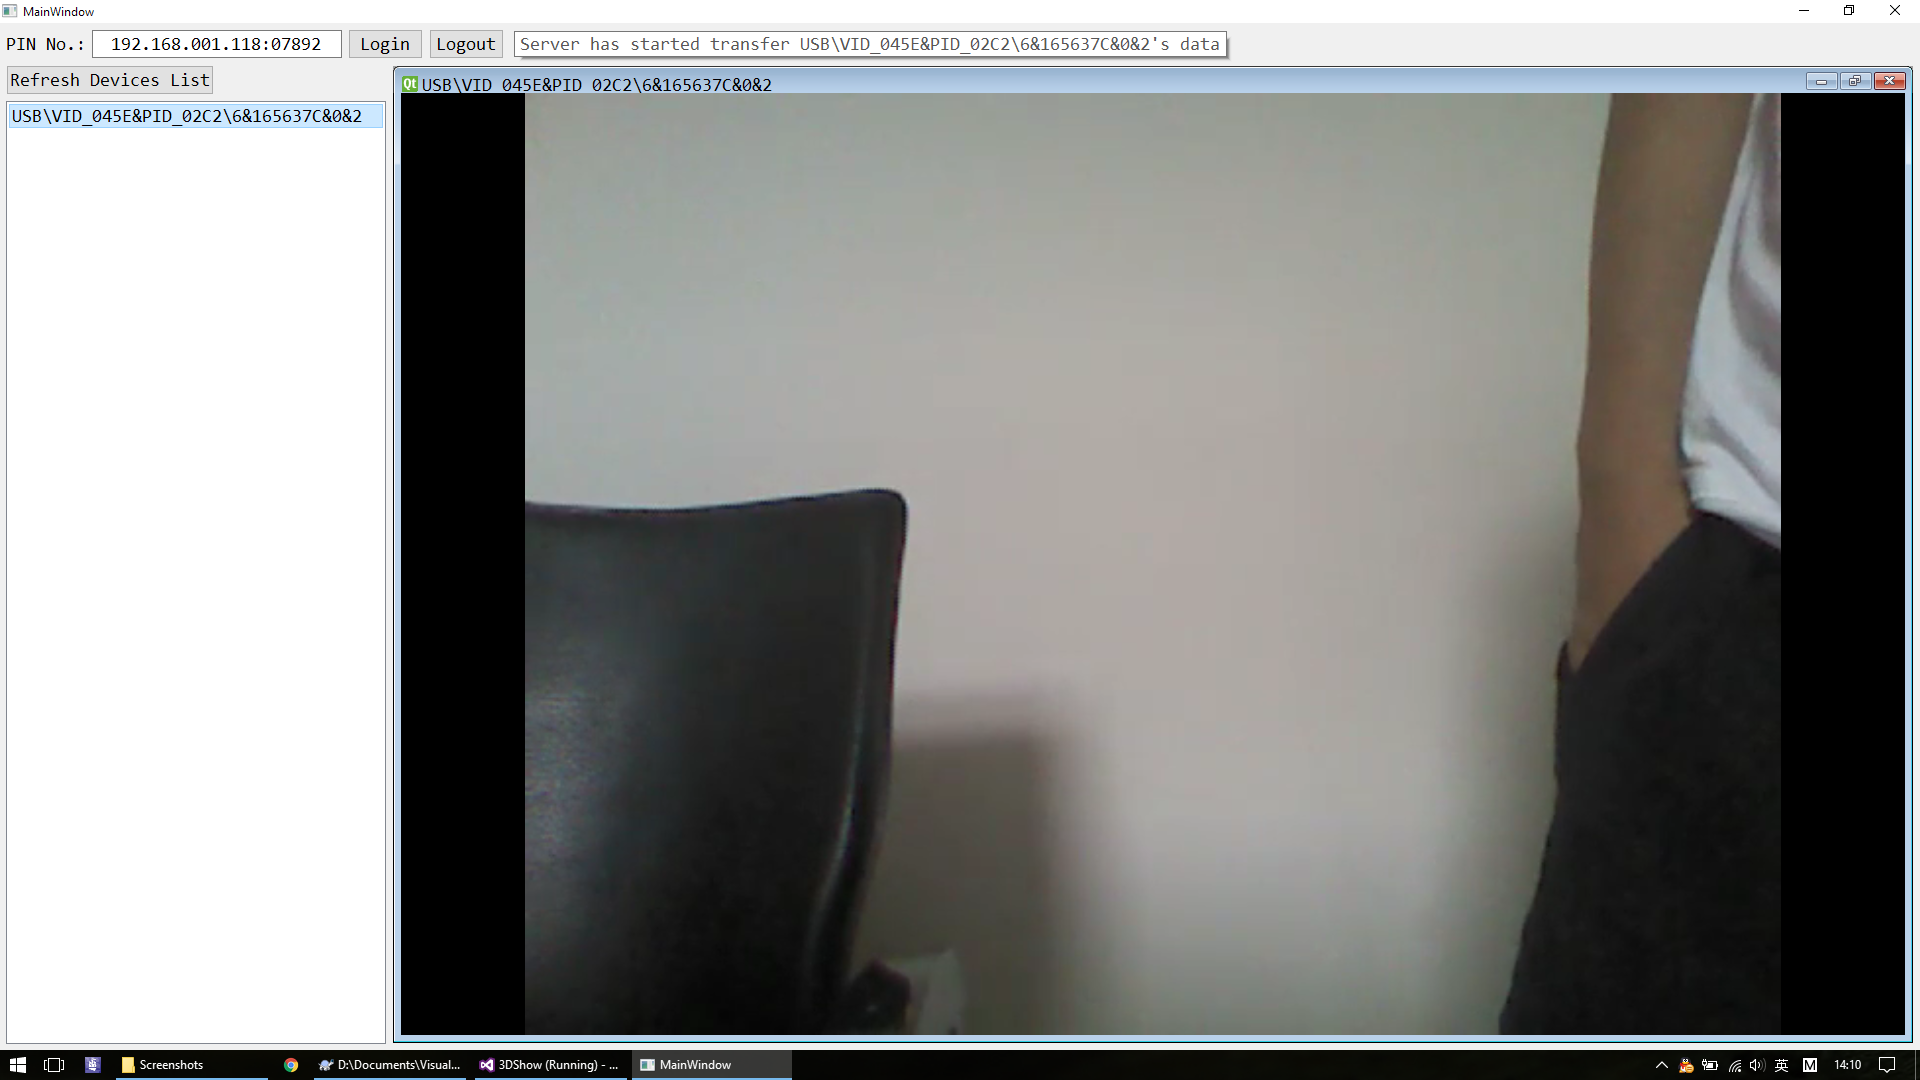 MainWindow
PIN No.: 192.168.001.118:07892 Login Logout Server has started transfer USB\VID_045E&PID_02C2\6&165637C&0&2's data
Refresh Devices List
USB\VID_045E&PID_02C2\6&165637C&0&2
Qt USB\VID_045E&PID_02C2\6&165637C&0&2
Screenshots D:\Documents\Visual... 3DShow (Running) - ... MainWindow 英 M 14:10